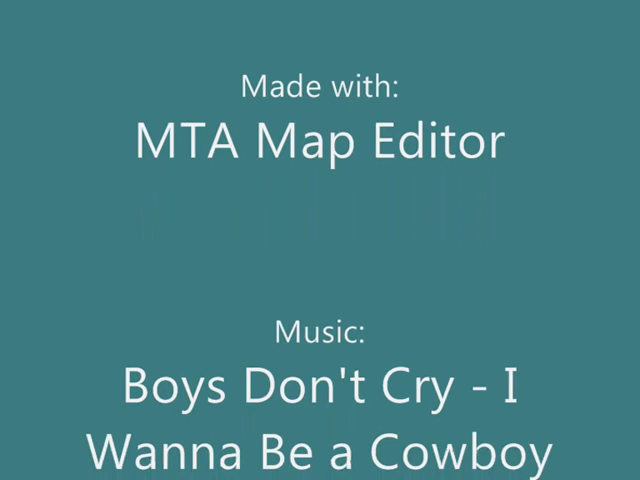 Made with:
MTA Map Editor
Music:
Boys Don't Cry - I
Wanna Be a Cowboy